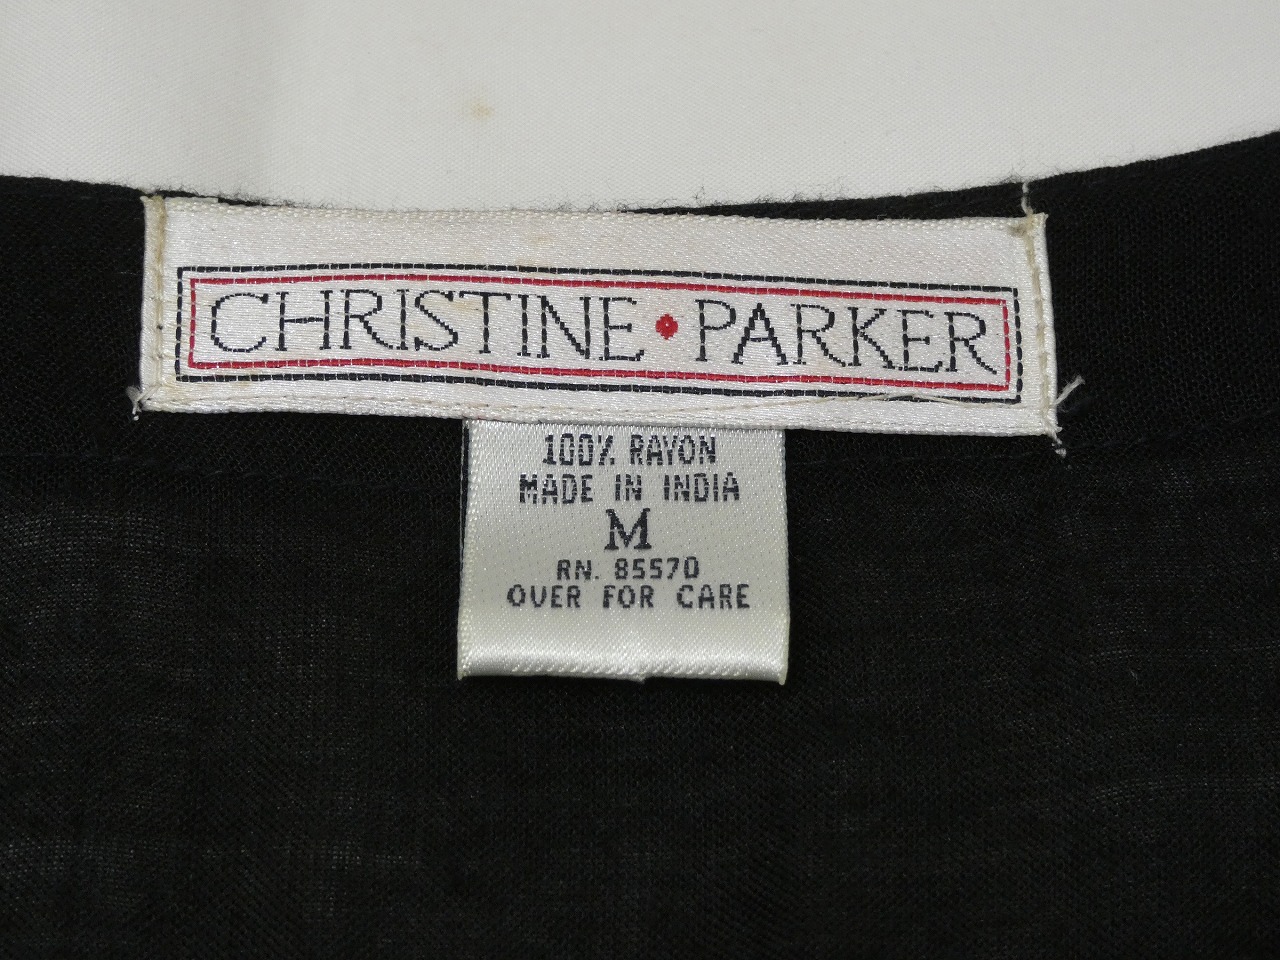 CHRISTINE • PARKER
100% RAYON
MADE IN INDIA
M
RN. 85570
OVER FOR CARE